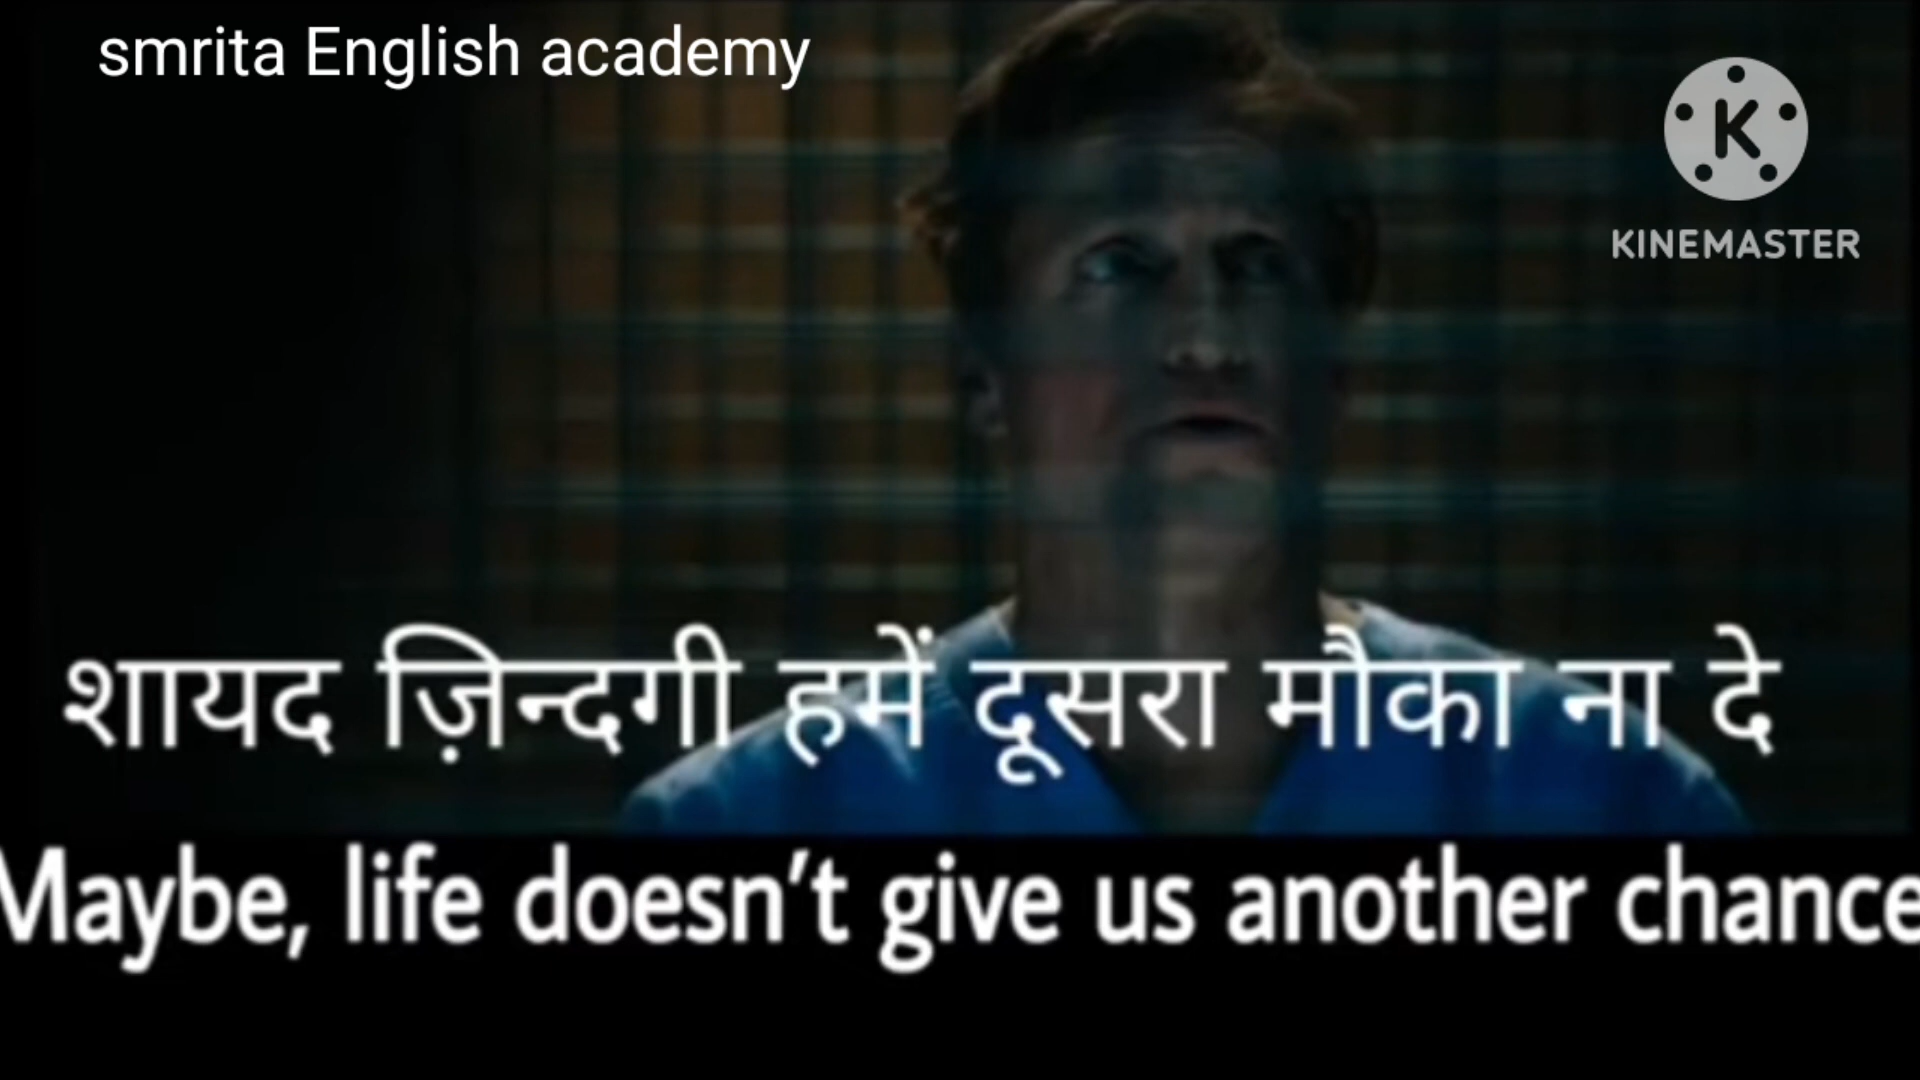 smrita English academy
K
KINEMASTER
शायद ज़िन्दगी हमें दूसरा मौका ना दे
Maybe, life doesn't give us another chance